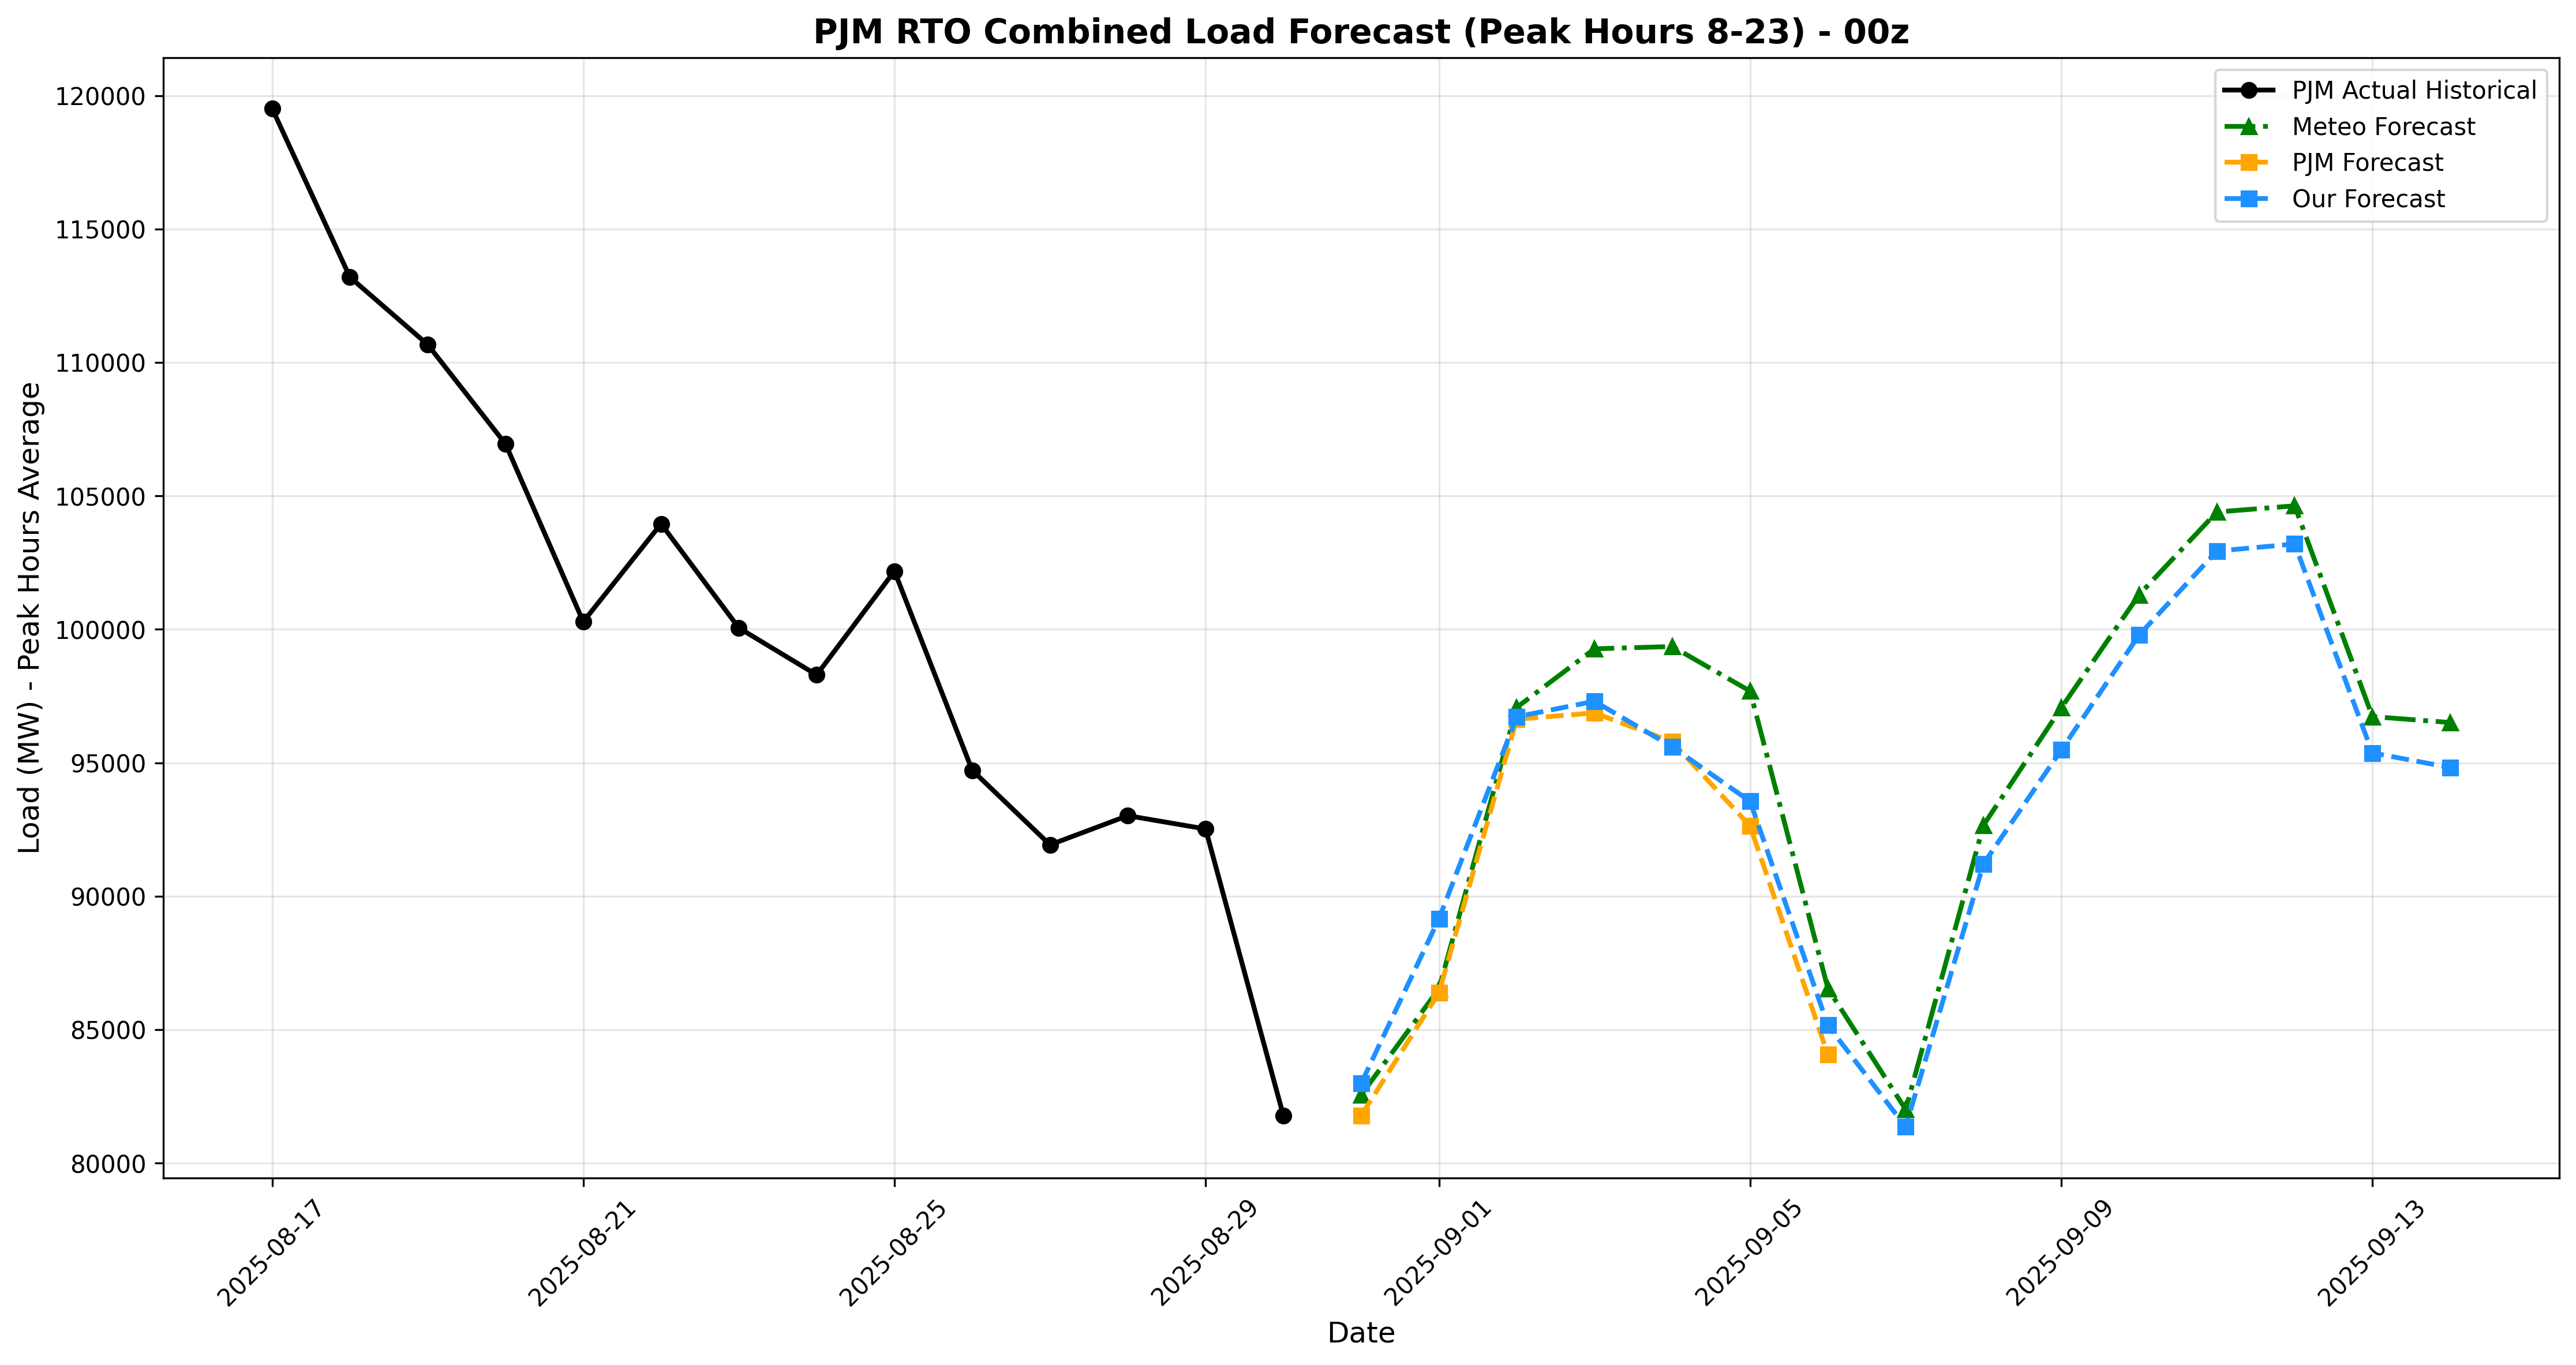 PJM RTO Combined Load Forecast (Peak Hours 8-23) - 00z
PJM Actual Historical
Meteo Forecast
PJM Forecast
Our Forecast
Load (MW) - Peak Hours Average
120000
115000
110000
105000
100000
95000
90000
85000
80000
2025-08-17
2025-08-21
2025-08-25
2025-08-29
2025-09-01
2025-09-05
2025-09-09
2025-09-13
Date